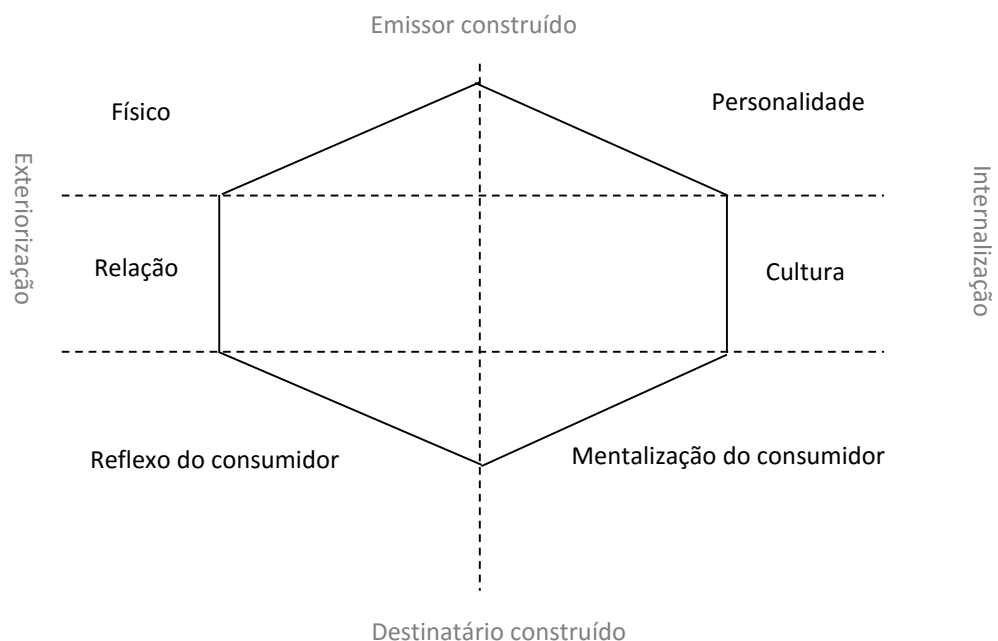 Emissor construído
Físico
Personalidade
Exteriorização
Internalização
Relação
Cultura
Reflexo do consumidor
Mentalização do consumidor
Destinatário construído